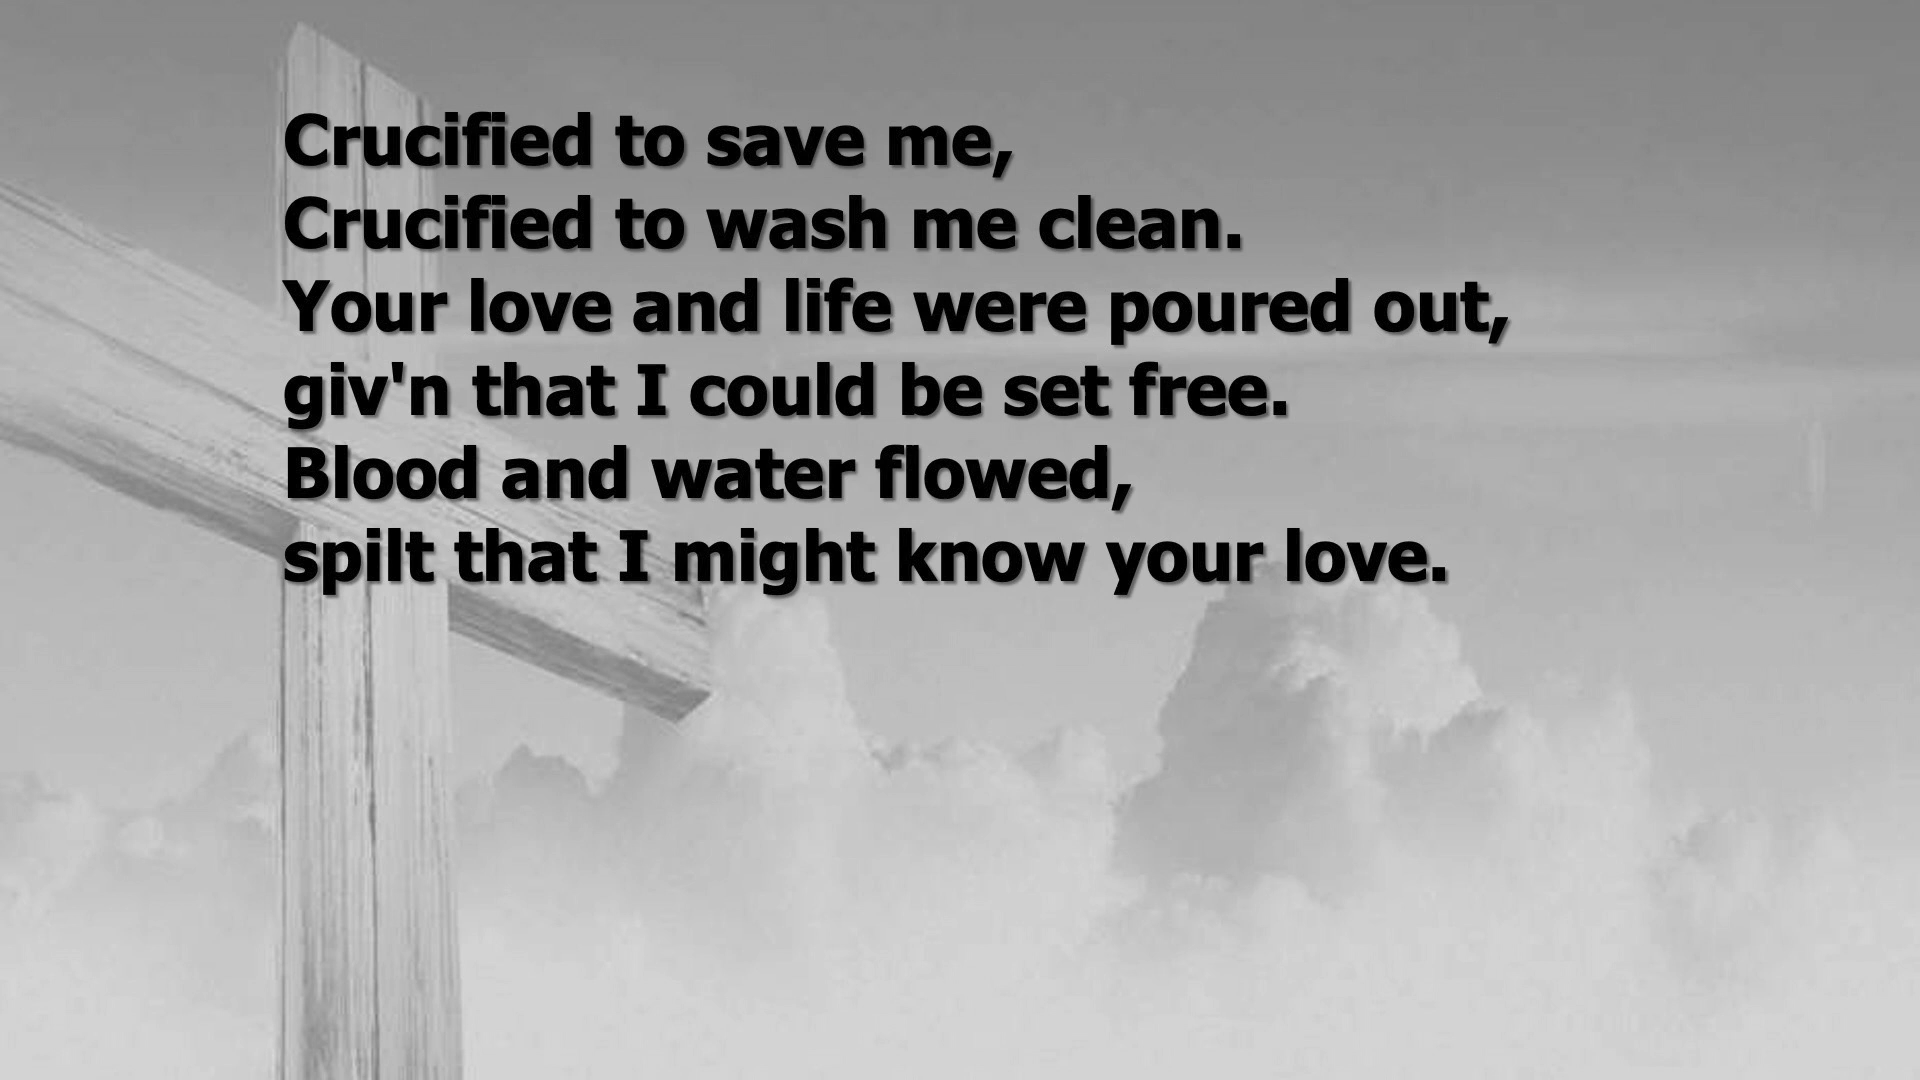 Crucified to save me,
Crucified to wash me clean.
Your love and life were poured out,
giv'n that I could be set free.
Blood and water flowed,
spilt that I might know your love.